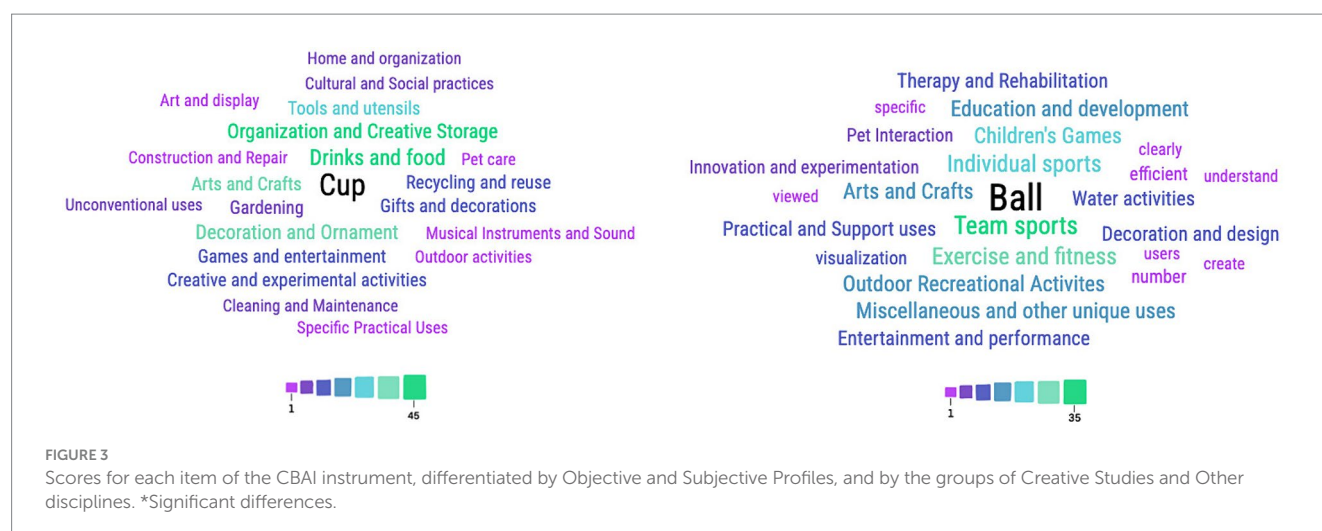 Home and organization
Cultural and Social practices
Art and display
Tools and utensils
Organization and Creative Storage
Construction and Repair
Drinks and food
Pet care
Arts and Crafts
Cup
Recycling and reuse
Unconventional uses
Gardening
Gifts and decorations
Decoration and Ornament
Musical Instruments and Sound
Games and entertainment
Outdoor activities
Creative and experimental activities
Cleaning and Maintenance
Specific Practical Uses
1
45
Therapy and Rehabilitation
specific
Education and development
Pet Interaction
Children's Games
clearly
Innovation and experimentation
Individual sports
efficient
understand
viewed
Arts and Crafts
Ball
Water activities
Practical and Support uses
Team sports
Decoration and design
visualization
Exercise and fitness
users
create
number
Outdoor Recreational Activites
Miscellaneous and other unique uses
Entertainment and performance
1
35
FIGURE 3
Scores for each item of the CBAI instrument, differentiated by Objective and Subjective Profiles, and by the groups of Creative Studies and Other
disciplines. *Significant differences.